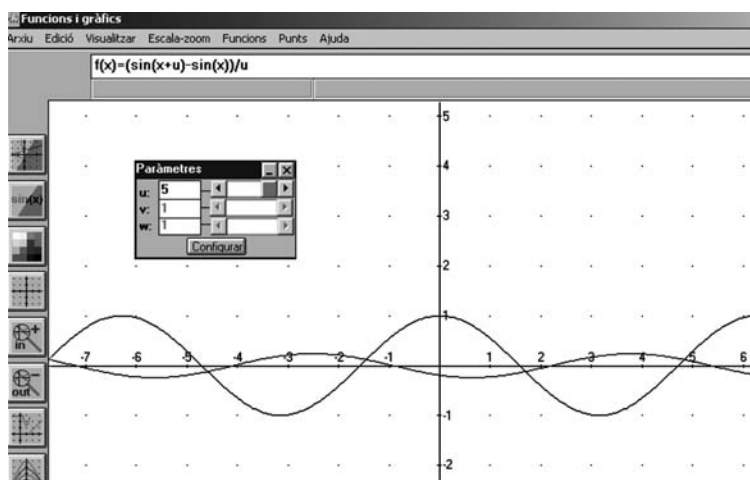 Funcions i gràfics
Arxiu Edició Visualitzar Escala-zoom Funcions Punts Ajuda
f(x)=(sin(x+u)-sin(x))/u
5
4
Paràmetres
u: 5
sin(x)
v: 1
w: 1
3
Configurar
2
in
1
-7 -6 -5 -4 -3 -2 -1 1 2 3 4 5 6
out
-1
-2